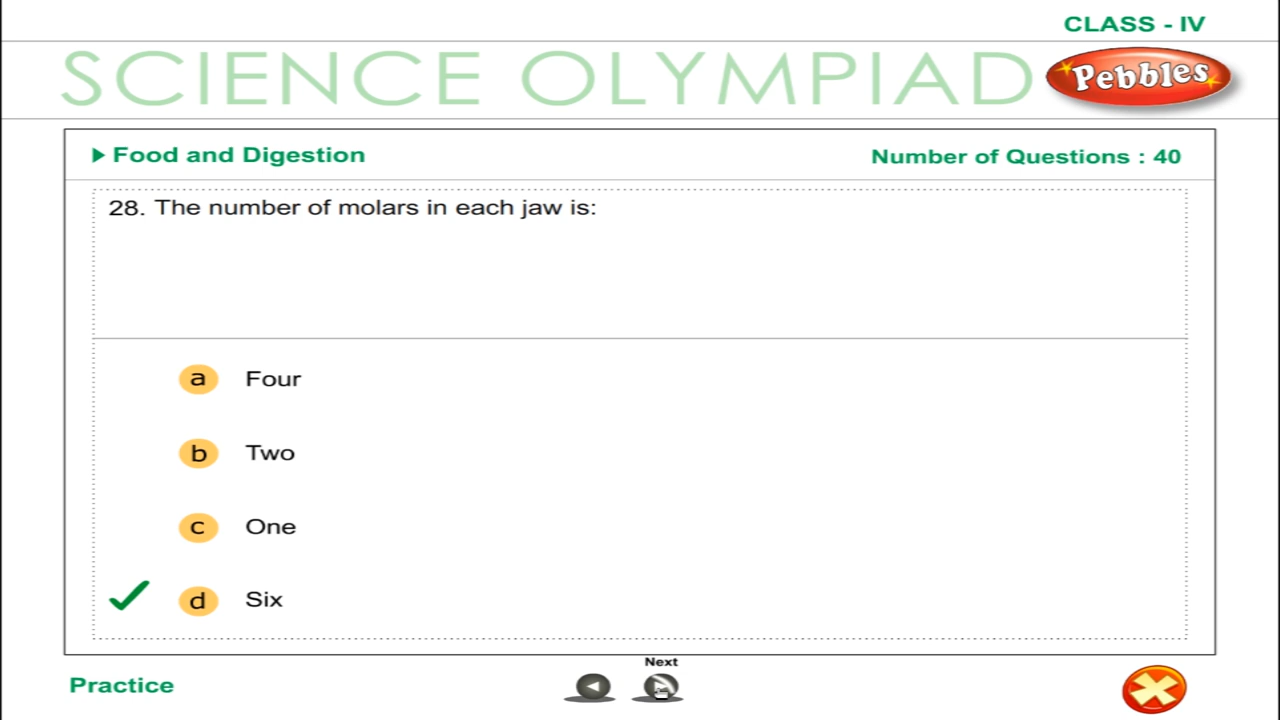 CLASS - IV
SCIENCE OLYMPIAD
Pebbles
Food and Digestion
Number of Questions : 40
28. The number of molars in each jaw is:
a Four
b Two
c One
d Six
Next
Practice